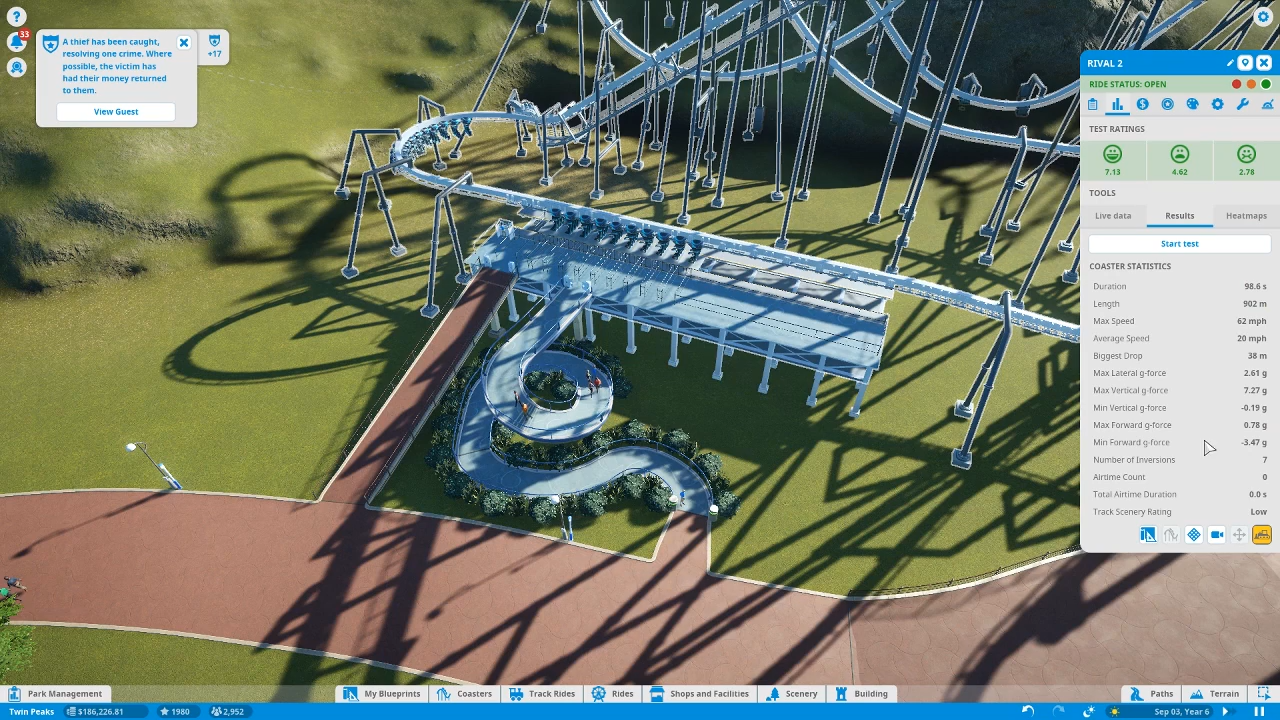 ?
33
A thief has been caught,
resolving one crime. Where
possible, the victim has
had their money returned
to them.
View Guest
+17
RIVAL 2
RIDE STATUS: OPEN
TEST RATINGS
7.13 4.62 2.78
TOOLS
Live data Results Heatmaps
Start test
COASTER STATISTICS
Duration 98.6 s
Length 902 m
Max Speed 62 mph
Average Speed 20 mph
Biggest Drop 38 m
Max Lateral g-force 2.61 g
Max Vertical g-force 7.27 g
Min Vertical g-force -0.19 g
Max Forward g-force 0.78 g
Min Forward g-force -3.47 g
Number of Inversions 7
Airtime Count 0
Total Airtime Duration 0.0 s
Track Scenery Rating Low
Park Management My Blueprints Coasters Track Rides Rides Shops and Facilities Scenery Building Paths Terrain
Twin Peaks $186,226.81 1980 2,952 Sep 03, Year 6